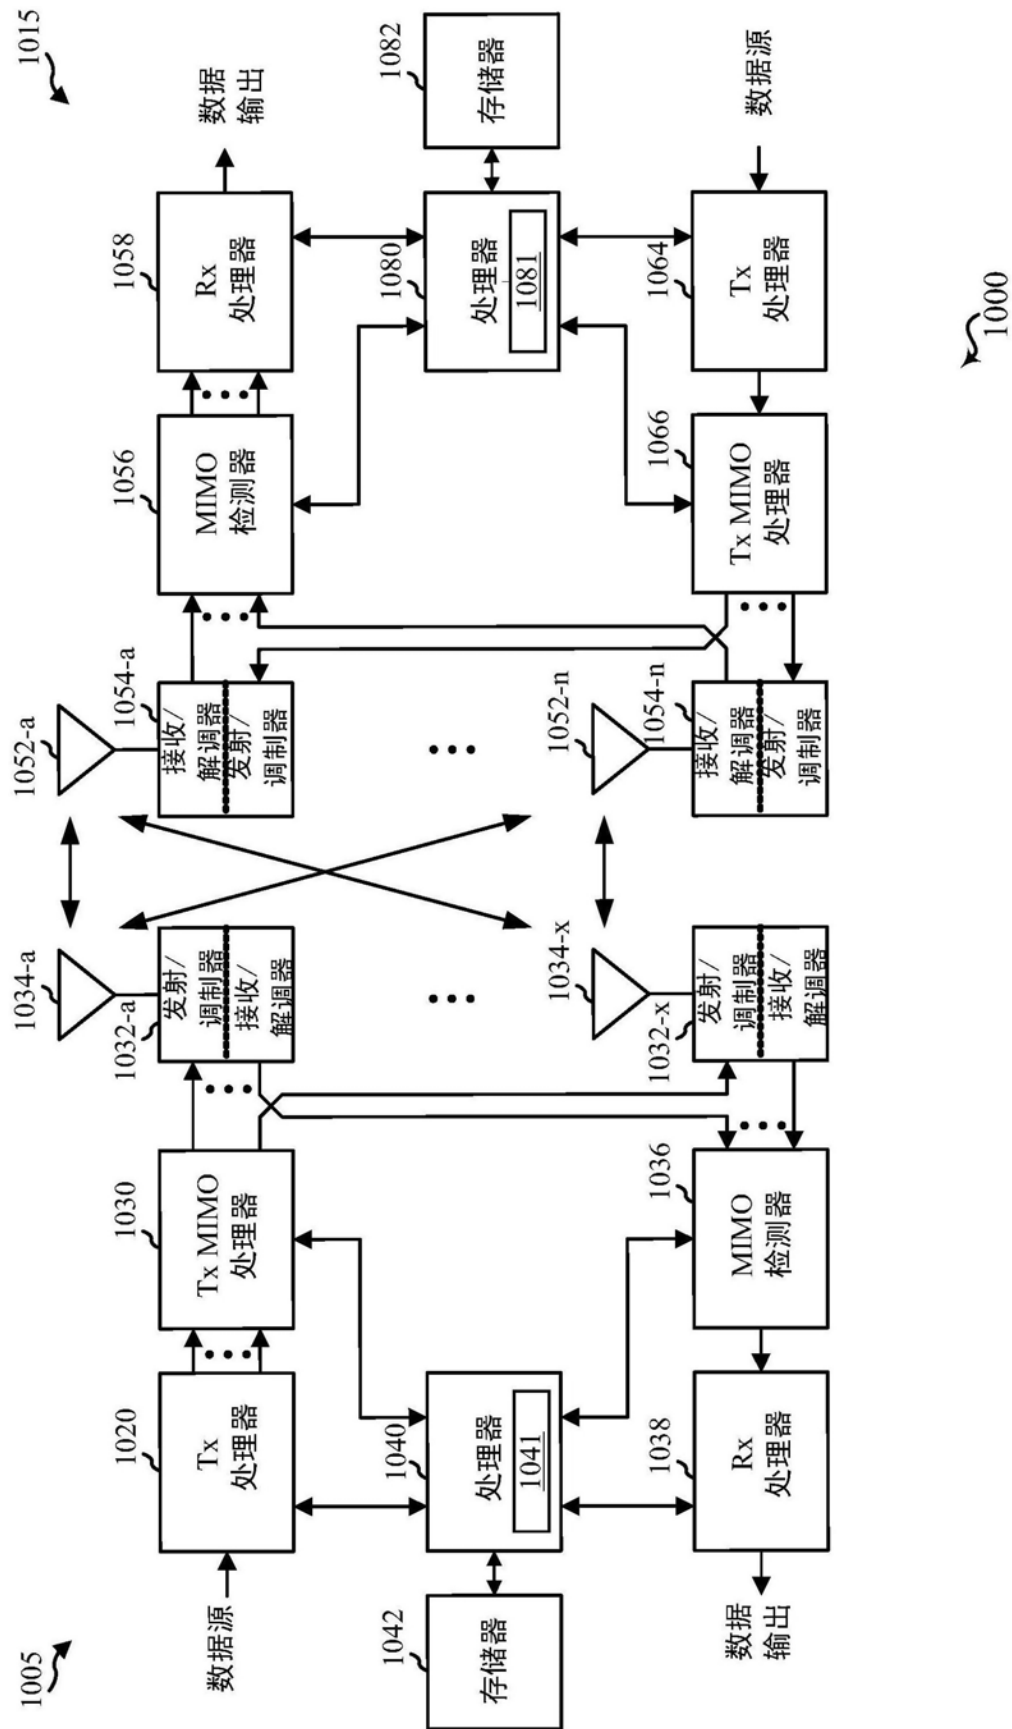 1005
1015
1034-a
1052-a
数据源
1020
Tx
处理器
1030
Tx MIMO
处理器
1032-a
发射/
调制器
接收/
解调器
1054-a
接收/
解调器
发射/
调制器
1056
MIMO
检测器
1058
Rx
处理器
数据
输出
1042
存储器
1040
处理器
1041
1080
处理器
1081
1082
存储器
1034-x
1052-n
数据
输出
1038
Rx
处理器
1036
MIMO
检测器
1032-x
发射/
调制器
接收/
解调器
1054-n
接收/
解调器
发射/
调制器
1066
Tx MIMO
处理器
1064
Tx
处理器
数据源
1000